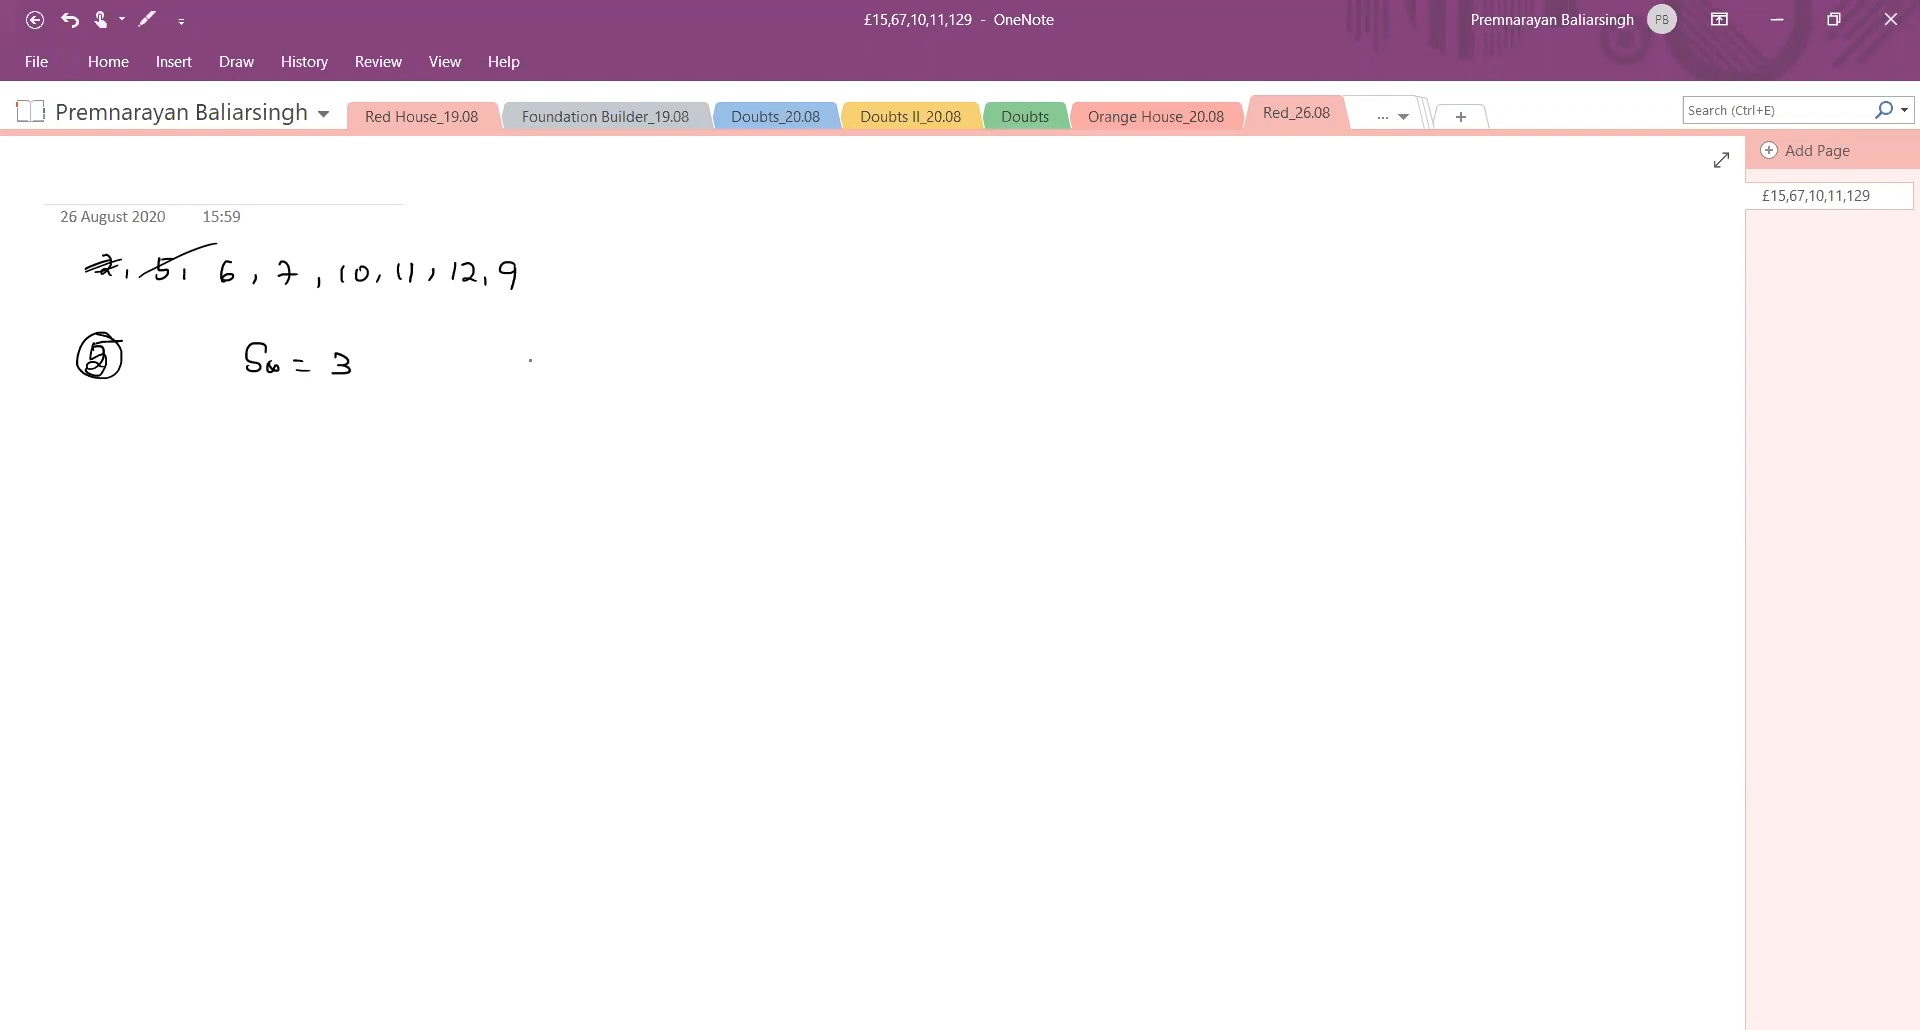 £15,67,10,11,129 - OneNote
Premnarayan Baliarsingh PB
File Home Insert Draw History Review View Help
Premnarayan Baliarsingh
Red House_19.08 Foundation Builder_19.08 Doubts_20.08 Doubts II_20.08 Doubts Orange House_20.08 Red_26.08 ...
Search (Ctrl+E)
Add Page
£15,67,10,11,129
26 August 2020 15:59
2, 5, 6, 7, 10, 11, 12, 9
S∞ = 3